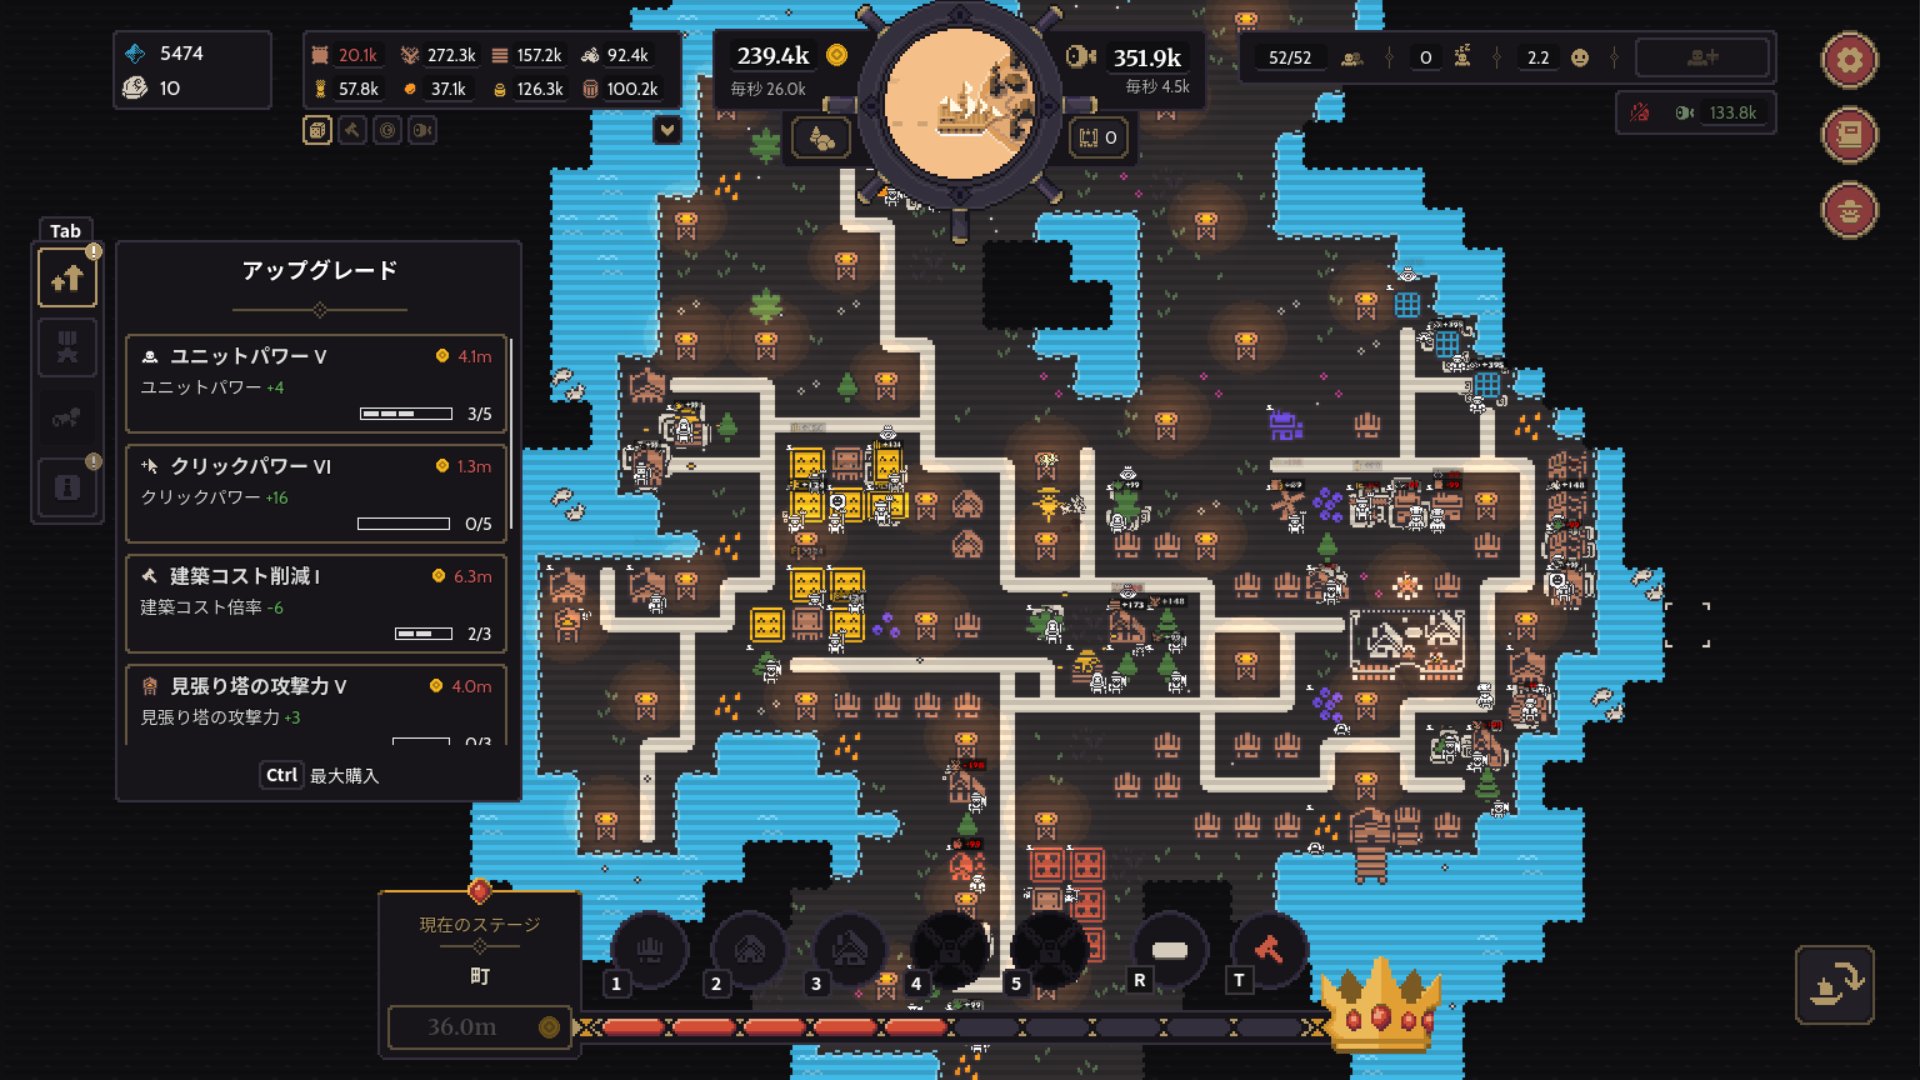 5474
10
20.1k 272.3k 157.2k 92.4k
57.8k 37.1k 126.3k 100.2k
239.4k
毎秒 26.0k
351.9k
毎秒 4.5k
0
52/52 0 2.2
133.8k
Tab
アップグレード
ユニットパワー V 4.1m
ユニットパワー +4
3/5
クリックパワー VI 1.3m
クリックパワー +16
0/5
建築コスト削減 I 6.3m
建築コスト倍率 -6
2/3
見張り塔の攻撃力 V 4.0m
見張り塔の攻撃力 +3
0/3
Ctrl 最大購入
現在のステージ
町
36.0m
1 2 3 4 5 R T